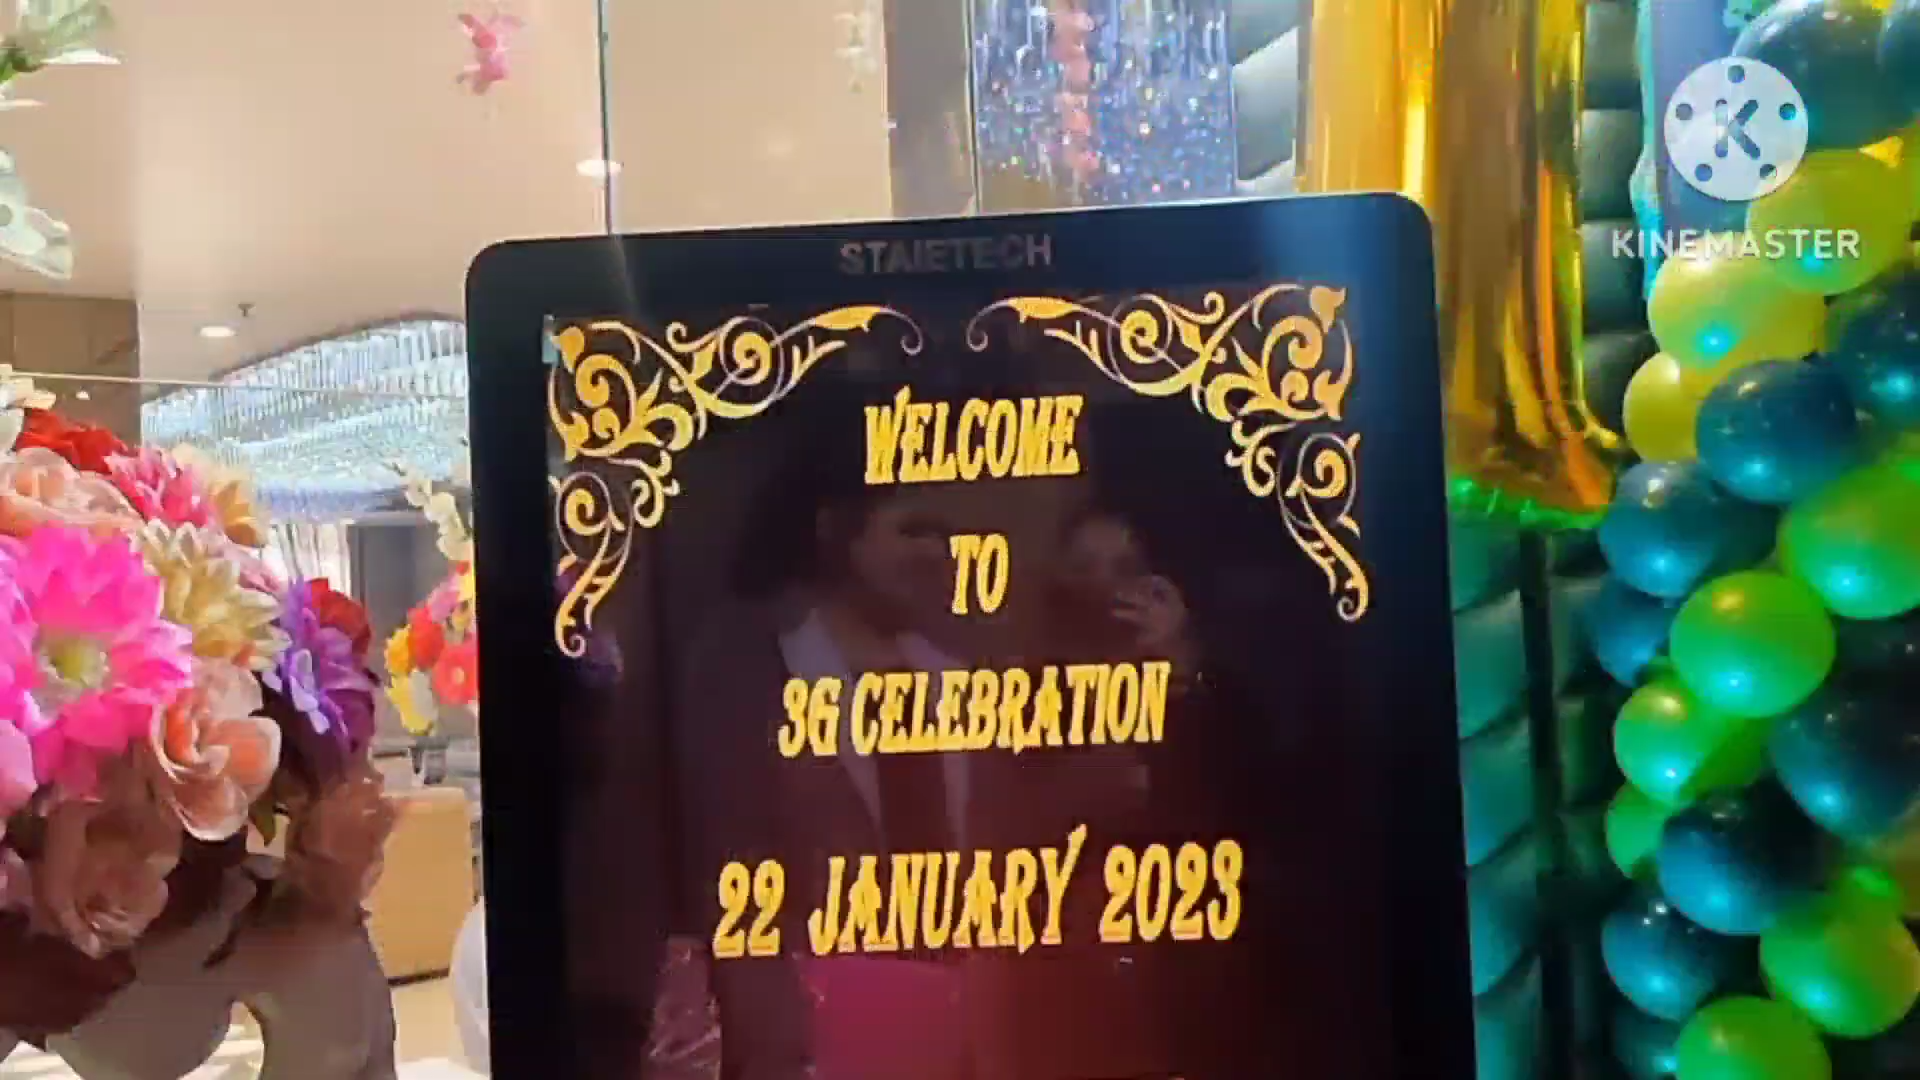 KINEMASTER
STAIETECH
WELCOME
TO
3G CELEBRATION
22 JANUARY 2023